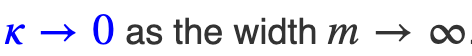 κ → 0 as the width m → ∞.